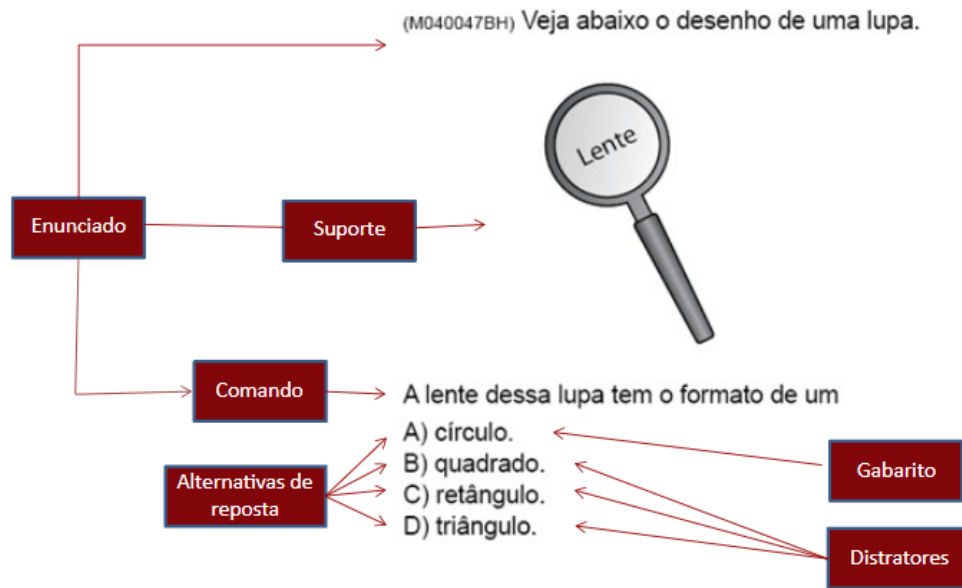 (M040047BH) Veja abaixo o desenho de uma lupa.
Lente
Enunciado
Suporte
Comando
A lente dessa lupa tem o formato de um
A) círculo.
B) quadrado.
C) retângulo.
D) triângulo.
Alternativas de
reposta
Gabarito
Distratores